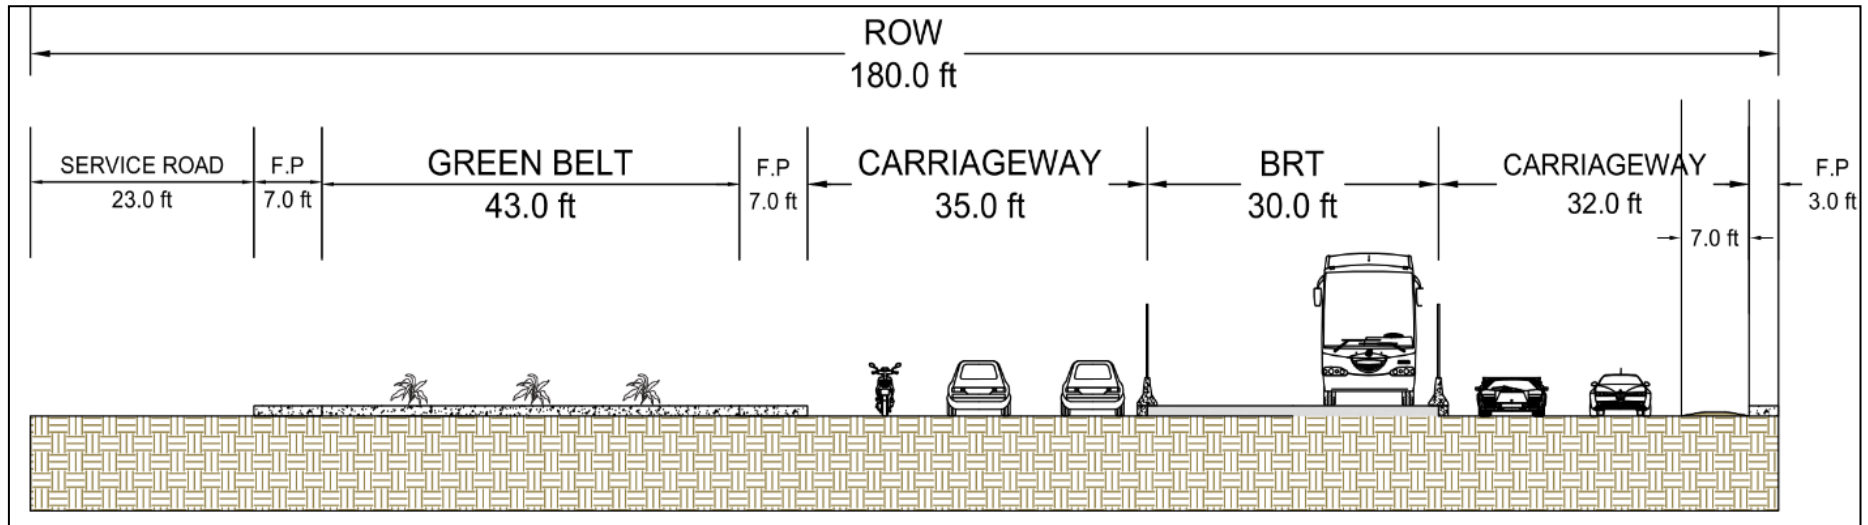 ROW
180.0 ft
SERVICE ROAD
23.0 ft
F.P
7.0 ft
GREEN BELT
43.0 ft
F.P
7.0 ft
CARRIAGEWAY
35.0 ft
BRT
30.0 ft
CARRIAGEWAY
32.0 ft
7.0 ft
F.P
3.0 ft